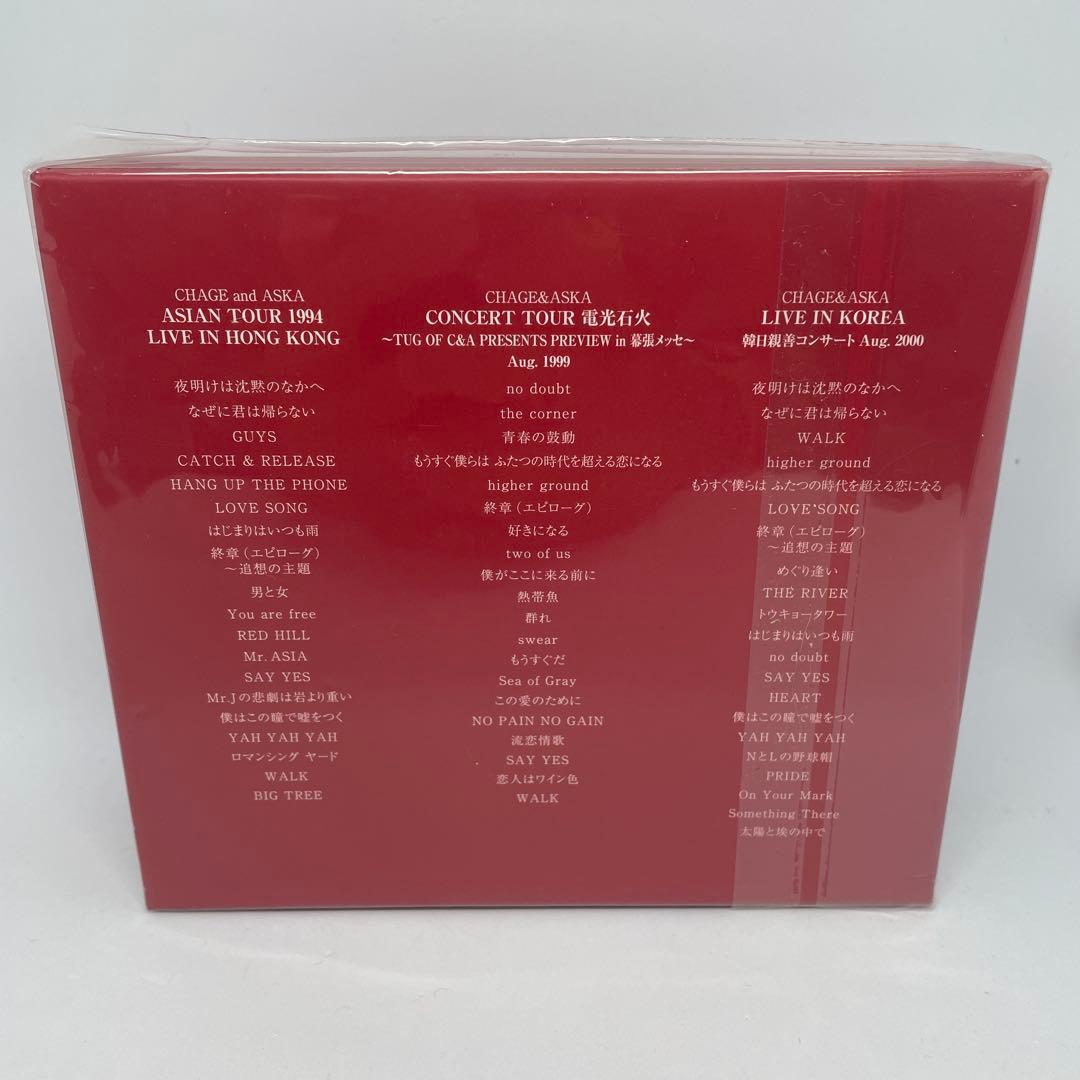 CHAGE and ASKA
ASIAN TOUR 1994
LIVE IN HONG KONG
夜明けは沈黙のなかへ
なぜに君は帰らない
GUYS
CATCH & RELEASE
HANG UP THE PHONE
LOVE SONG
はじまりはいつも雨
終章（エピローグ）
〜追想の主題
男と女
You are free
RED HILL
Mr. ASIA
SAY YES
Mr.Jの悲劇は岩より重い
僕はこの瞳で嘘をつく
YAH YAH YAH
ロマンシング ヤード
WALK
BIG TREE
CHAGE&ASKA
CONCERT TOUR 電光石火
〜TUG OF C&A PRESENTS PREVIEW in 幕張メッセ〜
Aug. 1999
no doubt
the corner
青春の鼓動
もうすぐ僕らは ふたつの時代を超える恋になる
higher ground
終章（エピローグ）
好きになる
two of us
僕がここに来る前に
熱帯魚
群れ
swear
もうすぐだ
Sea of Gray
この愛のために
NO PAIN NO GAIN
流恋情歌
SAY YES
恋人はワイン色
WALK
CHAGE&ASKA
LIVE IN KOREA
韓日親善コンサート Aug. 2000
夜明けは沈黙のなかへ
なぜに君は帰らない
WALK
higher ground
もうすぐ僕らは ふたつの時代を超える恋になる
LOVE SONG
終章（エピローグ）
〜追想の主題
めぐり逢い
THE RIVER
トウキョータワー
はじまりはいつも雨
no doubt
SAY YES
HEART
僕はこの瞳で嘘をつく
YAH YAH YAH
NとLの野球帽
PRIDE
On Your Mark
Something There
太陽と埃の中で